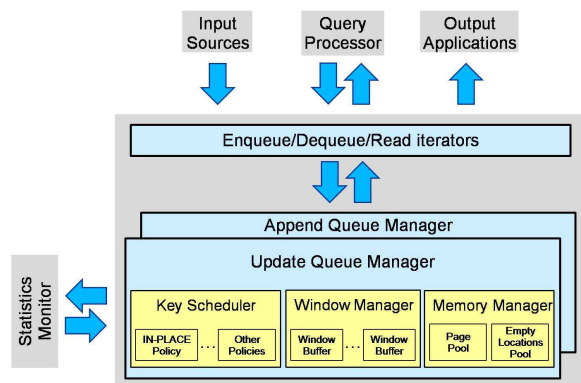 Input
Sources
Query
Processor
Output
Applications
Enqueue/Dequeue/Read iterators
Append Queue Manager
Update Queue Manager
Statistics
Monitor
Key Scheduler
IN-PLACE
Policy
...
Other
Policies
Window Manager
Window
Buffer
...
Window
Buffer
Memory Manager
Page
Pool
Empty
Locations
Pool